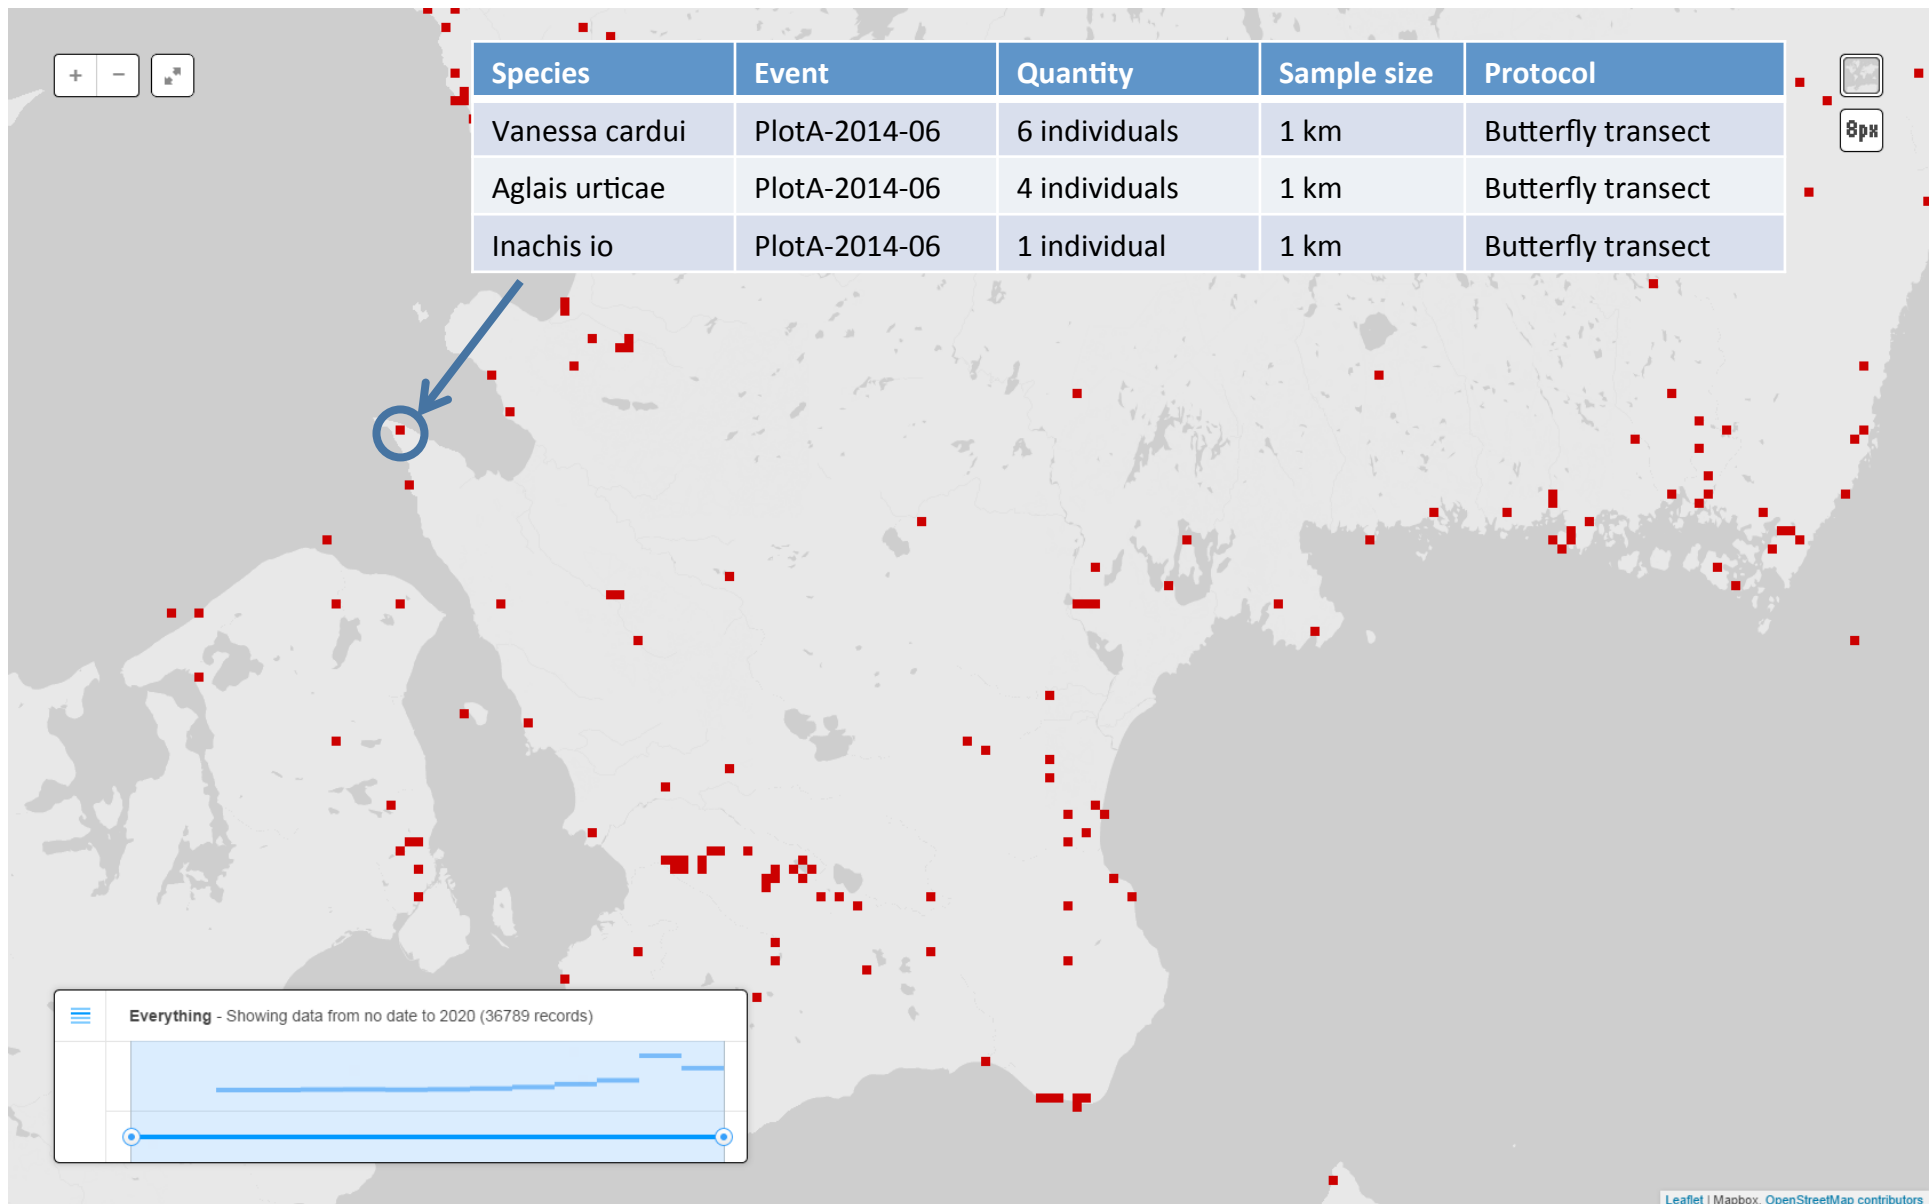 + −
Species Event Quantity Sample size Protocol
Vanessa cardui PlotA-2014-06 6 individuals 1 km Butterfly transect
Aglais urticae PlotA-2014-06 4 individuals 1 km Butterfly transect
Inachis io PlotA-2014-06 1 individual 1 km Butterfly transect
8px
Everything - Showing data from no date to 2020 (36789 records)
Leaflet | Mapbox, OpenStreetMap contributors